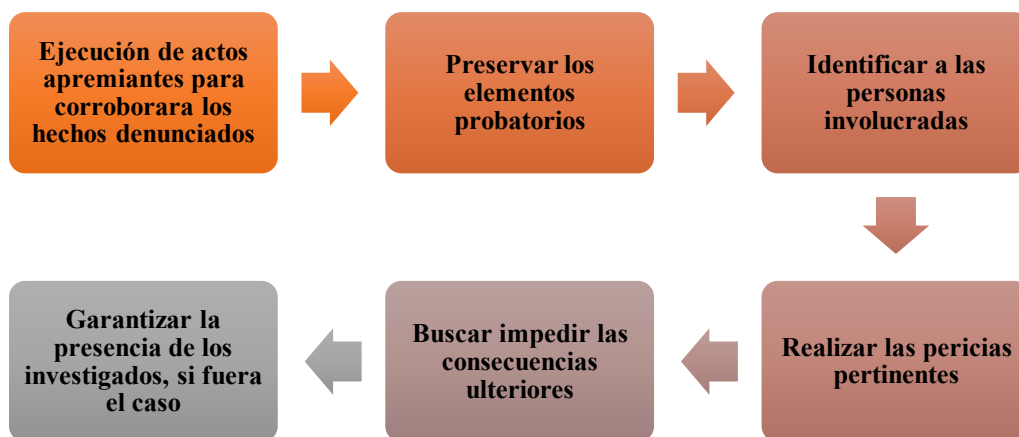 Ejecución de actos
apremiantes para
corroborara los
hechos denunciados
Preservar los
elementos
probatorios
Identificar a las
personas
involucradas
Realizar las pericias
pertinentes
Buscar impedir las
consecuencias
ulteriores
Garantizar la
presencia de los
investigados, si fuera
el caso